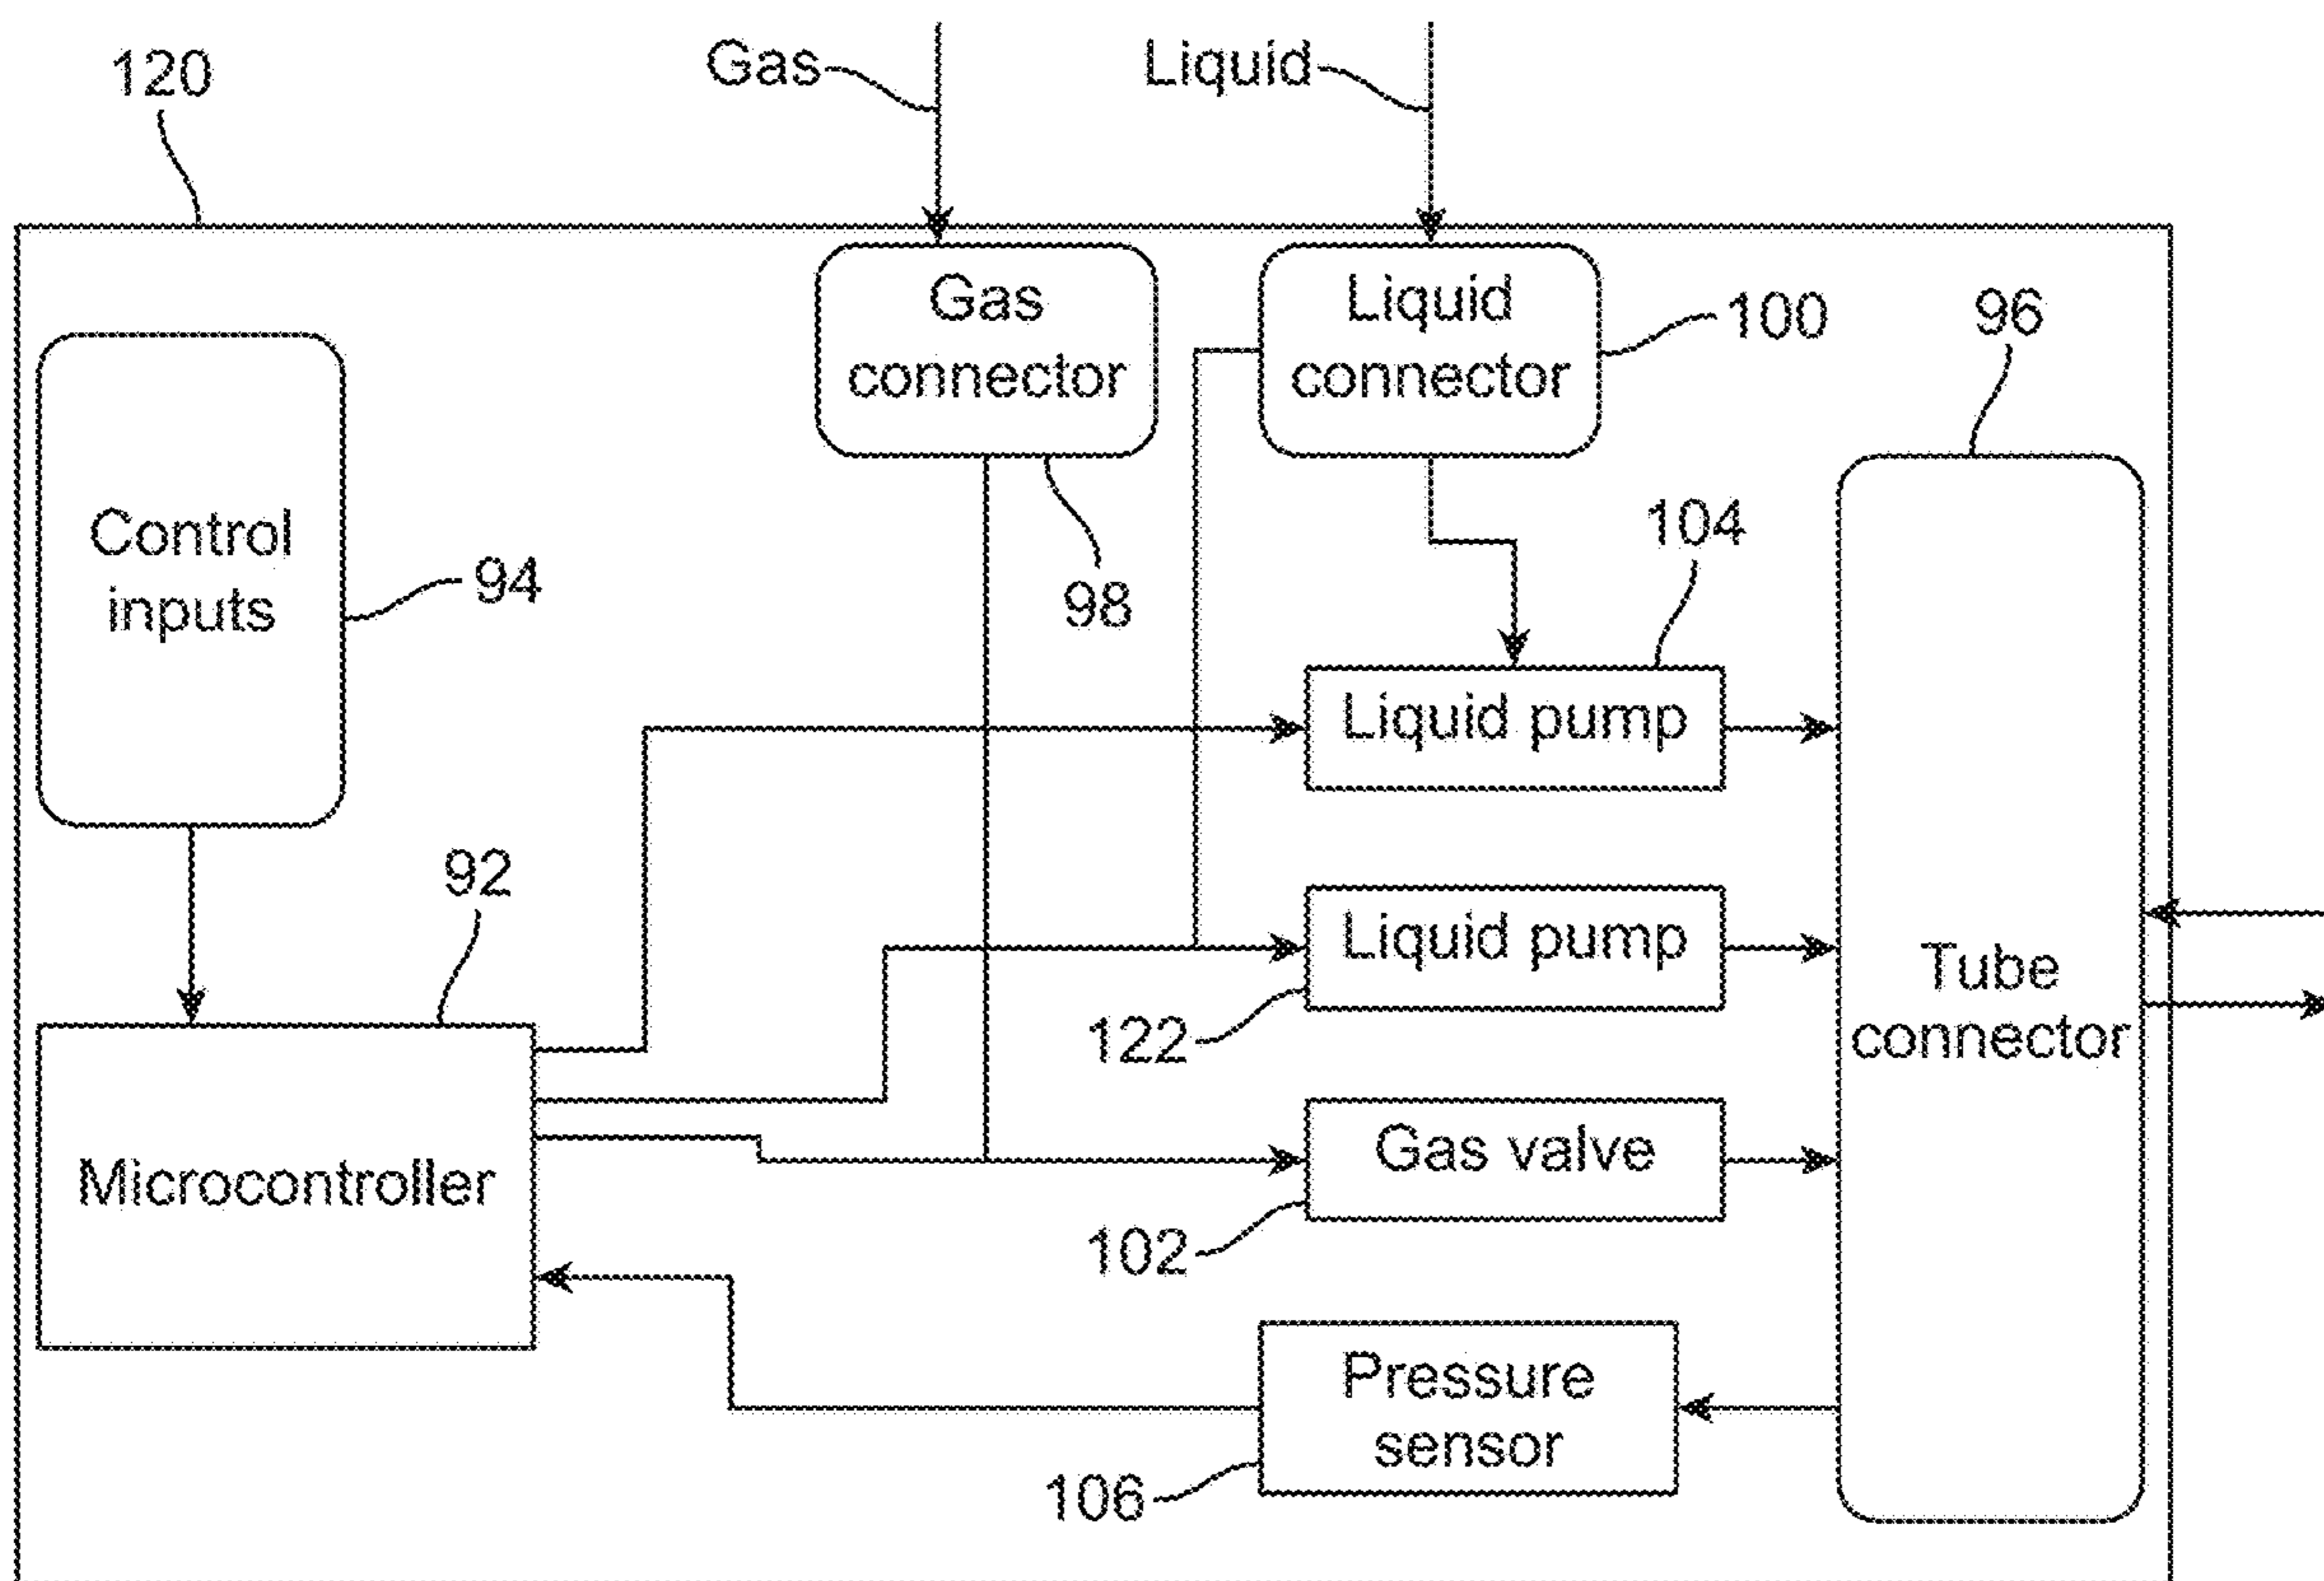 120
Gas
Liquid
Gas
connector
Liquid
connector
100
96
Control
inputs
94
98
104
Liquid pump
92
Liquid pump
122
Tube
connector
Microcontroller
Gas valve
102
Pressure
sensor
106